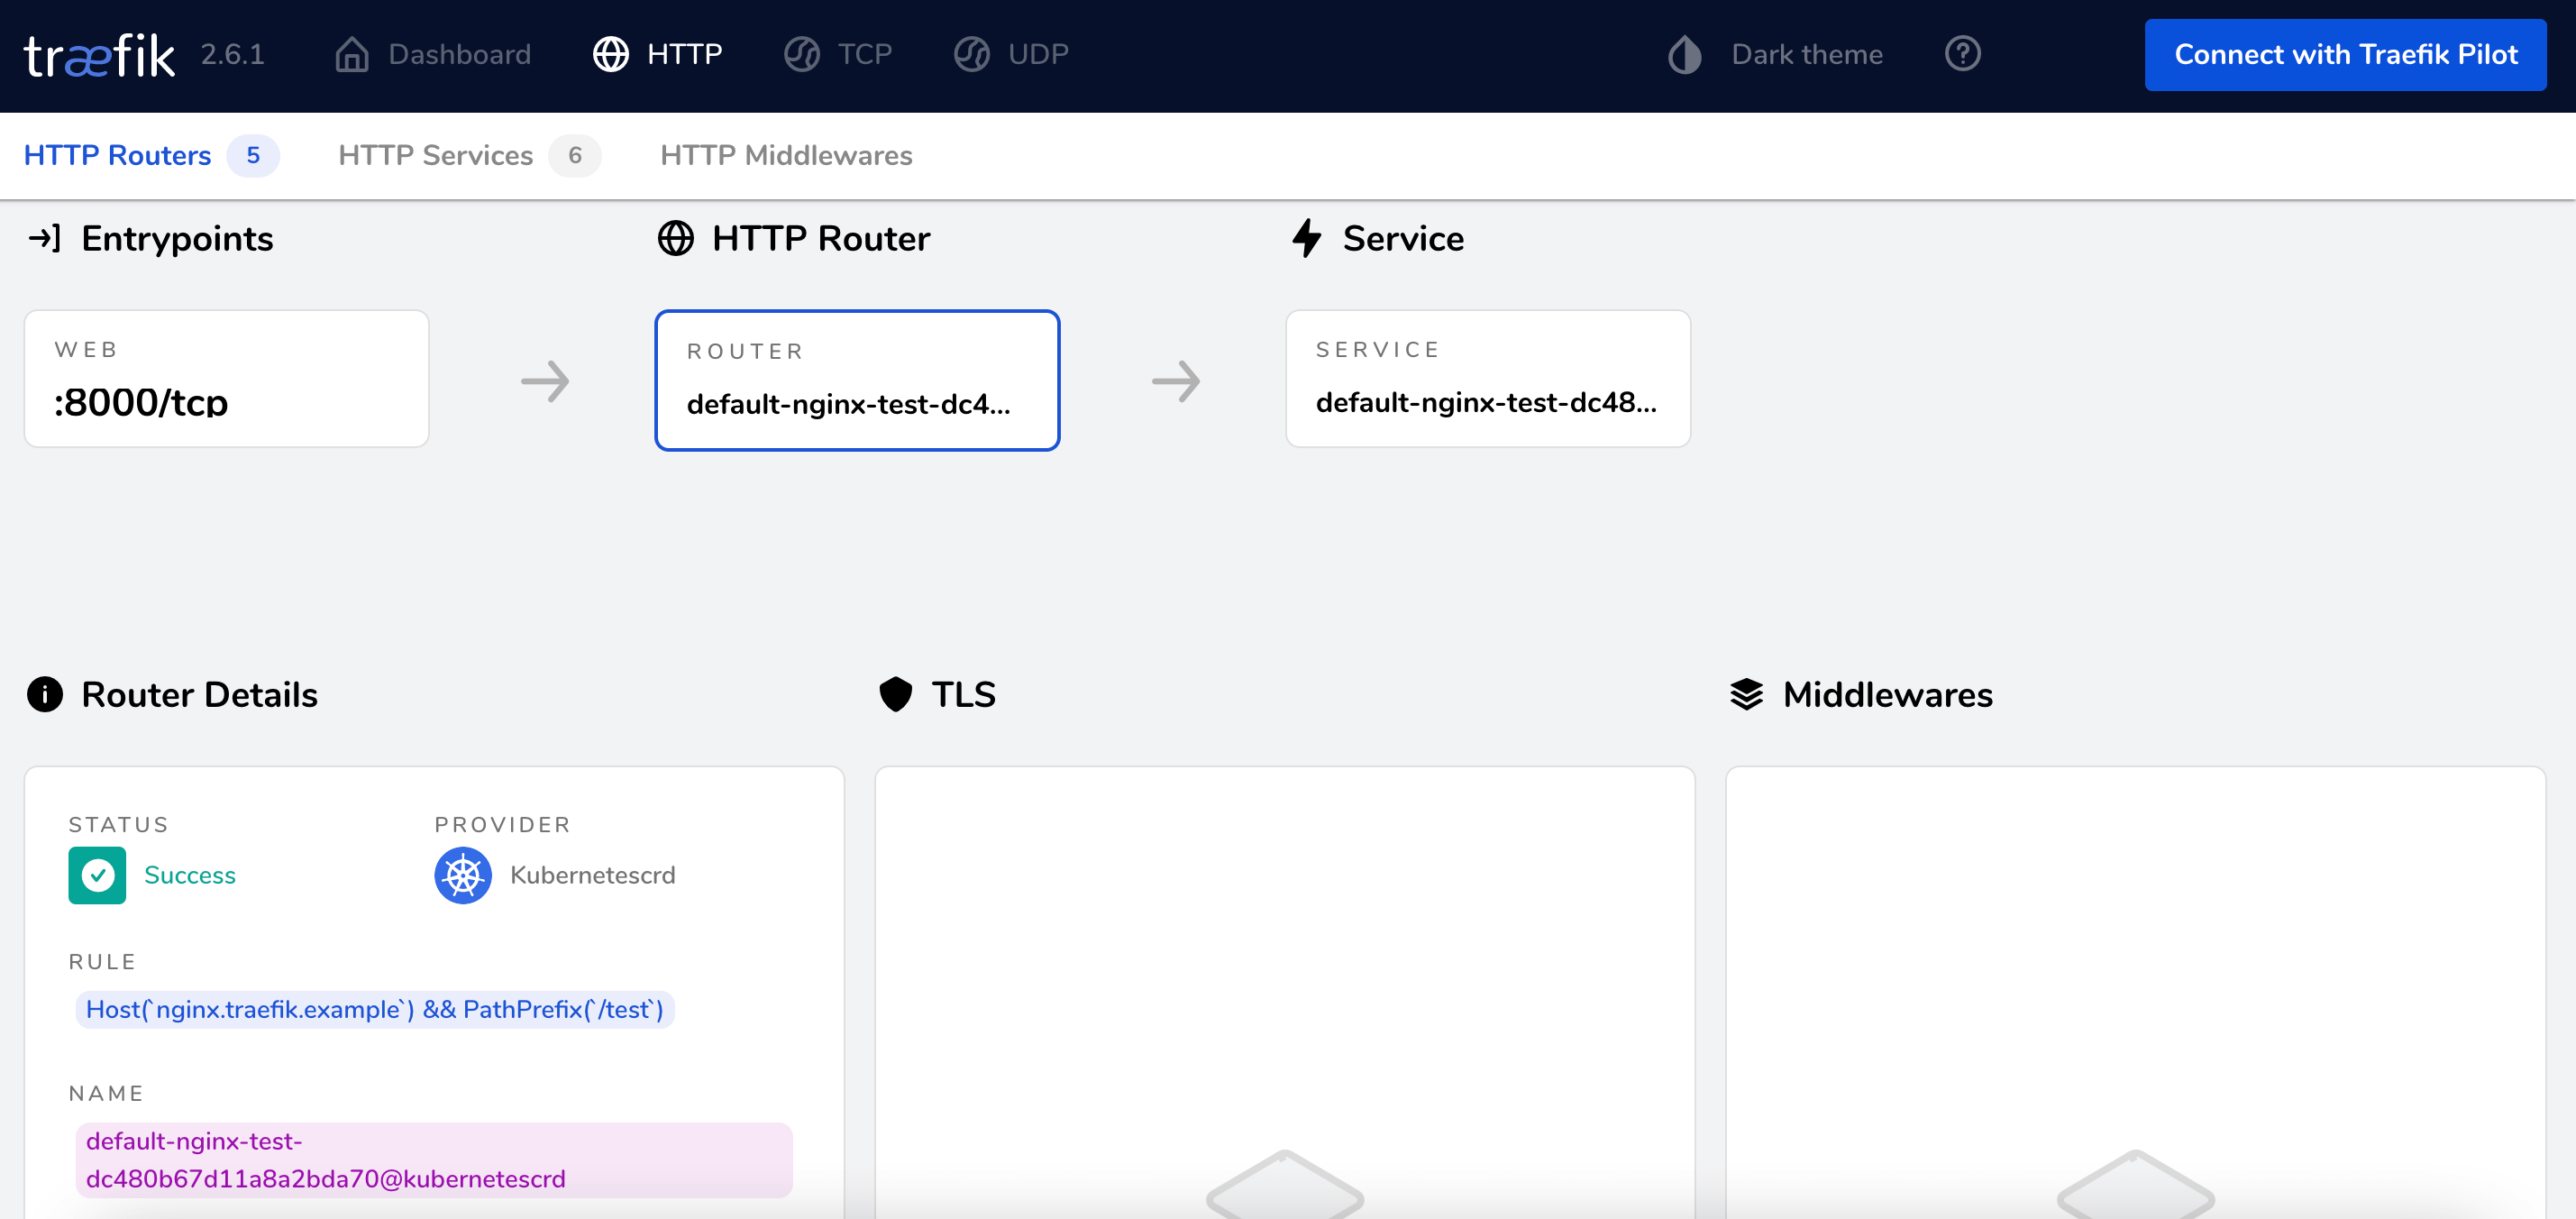 træfik 2.6.1 Dashboard HTTP TCP UDP Dark theme Connect with Traefik Pilot
HTTP Routers 5 HTTP Services 6 HTTP Middlewares
Entrypoints HTTP Router Service
WEB ROUTER SERVICE
:8000/tcp default-nginx-test-dc4... default-nginx-test-dc48...
Router Details TLS Middlewares
STATUS PROVIDER
Success Kubernetescrd
RULE
Host(`nginx.traefik.example`) && PathPrefix(`/test`)
NAME
default-nginx-test-
dc480b67d11a8a2bda70@kubernetescrd